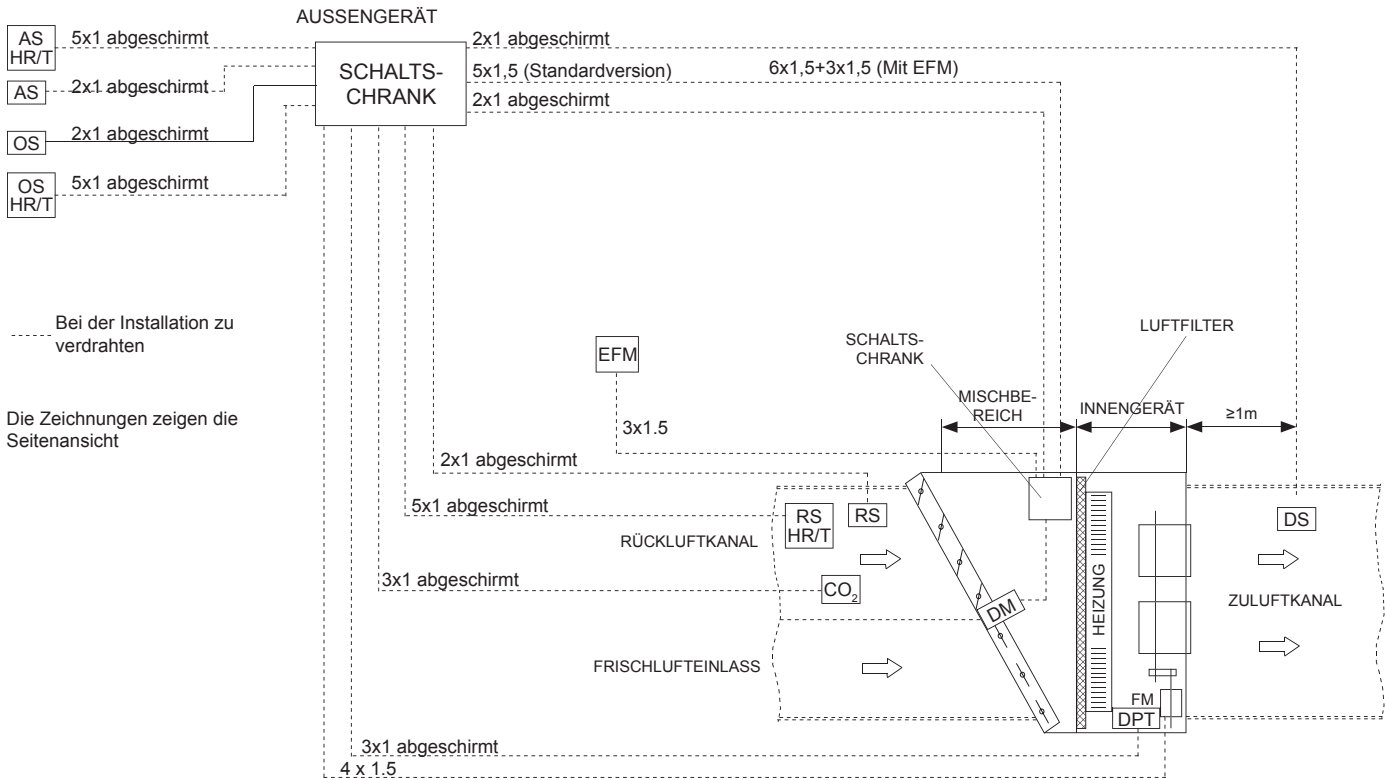 AUSSENGERÄT
AS
HR/T
5x1 abgeschirmt
2x1 abgeschirmt
SCHALTS-
CHRANK
5x1,5 (Standardversion)
6x1,5+3x1,5 (Mit EFM)
AS
2x1 abgeschirmt
2x1 abgeschirmt
OS
2x1 abgeschirmt
OS
HR/T
5x1 abgeschirmt
Bei der Installation zu
verdrahten
Die Zeichnungen zeigen die
Seitenansicht
EFM
3x1.5
SCHALTS-
CHRANK
LUFTFILTER
MISCHBE-
REICH
INNENGERÄT
≥1m
2x1 abgeschirmt
5x1 abgeschirmt
RS
HR/T
RS
DS
RÜCKLUFTKANAL
3x1 abgeschirmt
CO₂
DM
HEIZUNG
ZULUFTKANAL
FRISCHLUFTEINLASS
FM
DPT
3x1 abgeschirmt
4 x 1.5